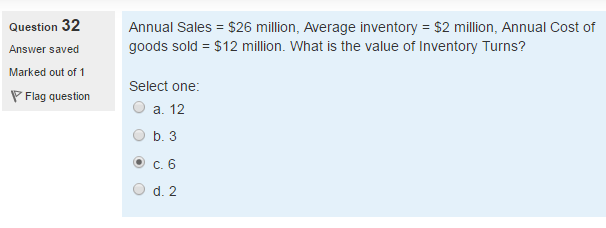 Question 32
Answer saved
Marked out of 1
Flag question
Annual Sales = $26 million, Average inventory = $2 million, Annual Cost of
goods sold = $12 million. What is the value of Inventory Turns?
Select one:
a. 12
b. 3
c. 6
d. 2